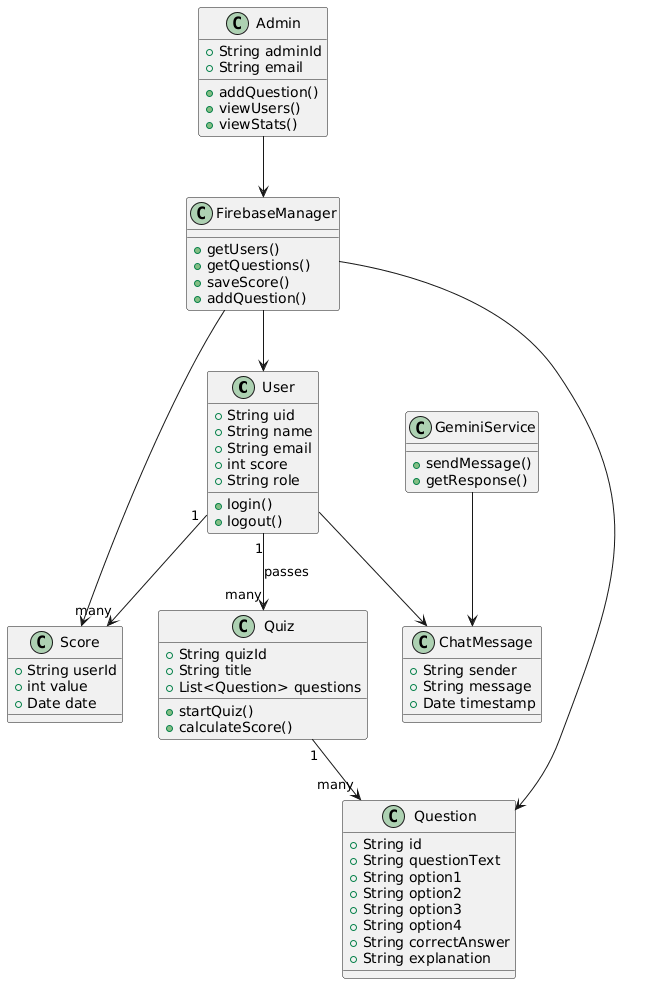 C Admin
String adminId
String email
addQuestion()
viewUsers()
viewStats()
C FirebaseManager
getUsers()
getQuestions()
saveScore()
addQuestion()
C User
String uid
String name
String email
int score
String role
login()
logout()
C GeminiService
sendMessage()
getResponse()
1
1
passes
many
many
C Score
String userId
int value
Date date
C Quiz
String quizId
String title
List<Question> questions
startQuiz()
calculateScore()
C ChatMessage
String sender
String message
Date timestamp
1
many
C Question
String id
String questionText
String option1
String option2
String option3
String option4
String correctAnswer
String explanation